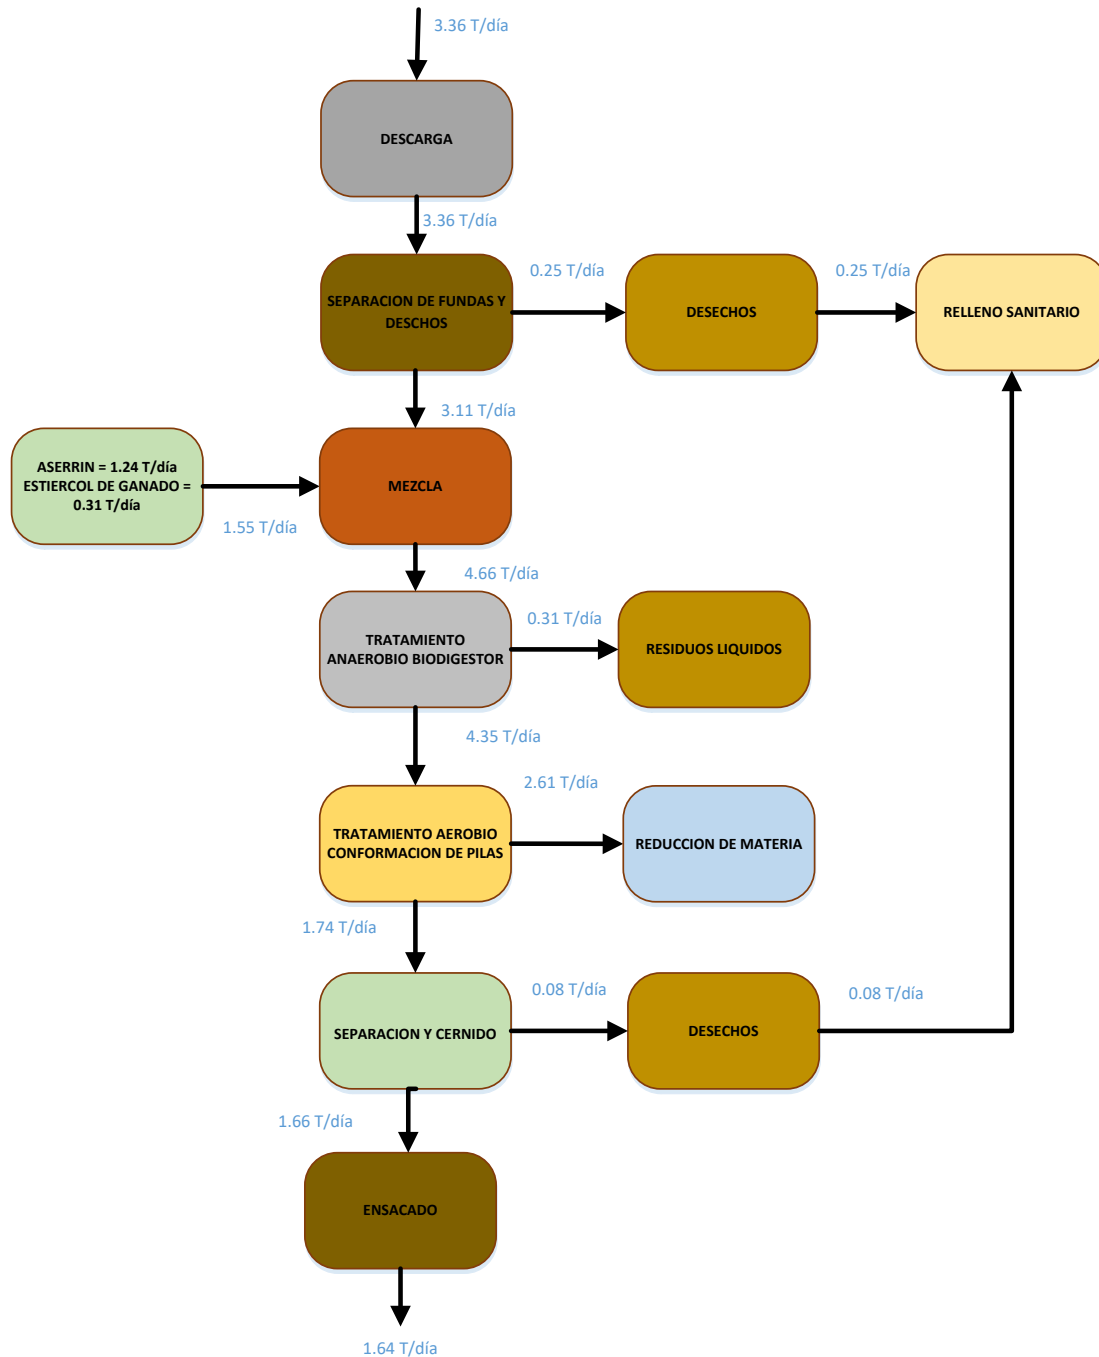 3.36 T/día
DESCARGA
3.36 T/día
SEPARACION DE FUNDAS Y
DESCHOS
0.25 T/día
DESECHOS
0.25 T/día
RELLENO SANITARIO
3.11 T/día
ASERRIN = 1.24 T/día
ESTIERCOL DE GANADO =
0.31 T/día
1.55 T/día
MEZCLA
4.66 T/día
TRATAMIENTO
ANAEROBIO BIODIGESTOR
0.31 T/día
RESIDUOS LIQUIDOS
4.35 T/día
TRATAMIENTO AEROBIO
CONFORMACION DE PILAS
2.61 T/día
REDUCCION DE MATERIA
1.74 T/día
SEPARACION Y CERNIDO
0.08 T/día
DESECHOS
0.08 T/día
1.66 T/día
ENSACADO
1.64 T/día